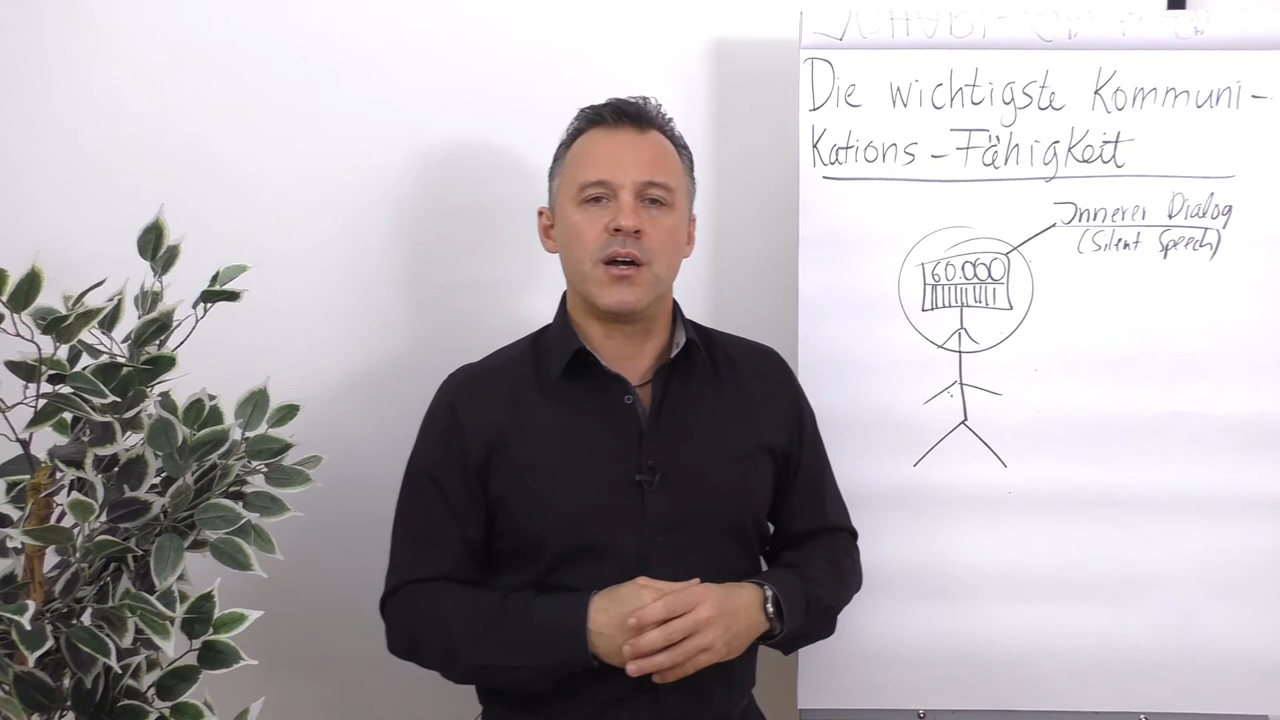 Die wichtigste Kommuni-
Kations-Fähigkeit
Innerer Dialog
(Silent Speech)
60.000